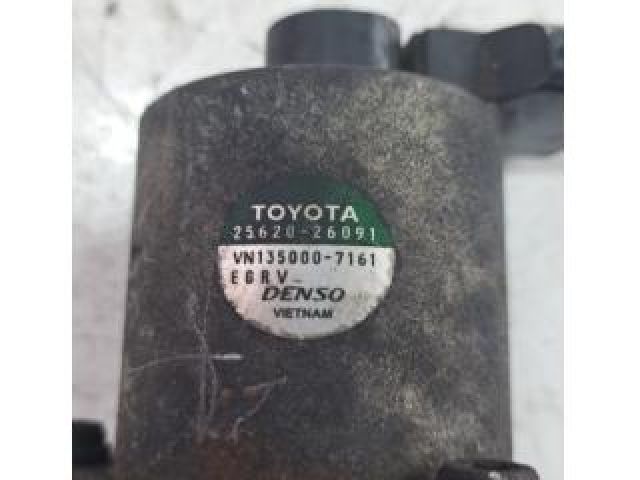 TOYOTA
25620-26091
VN135000-7161
EGRV
DENSO
VIETNAM